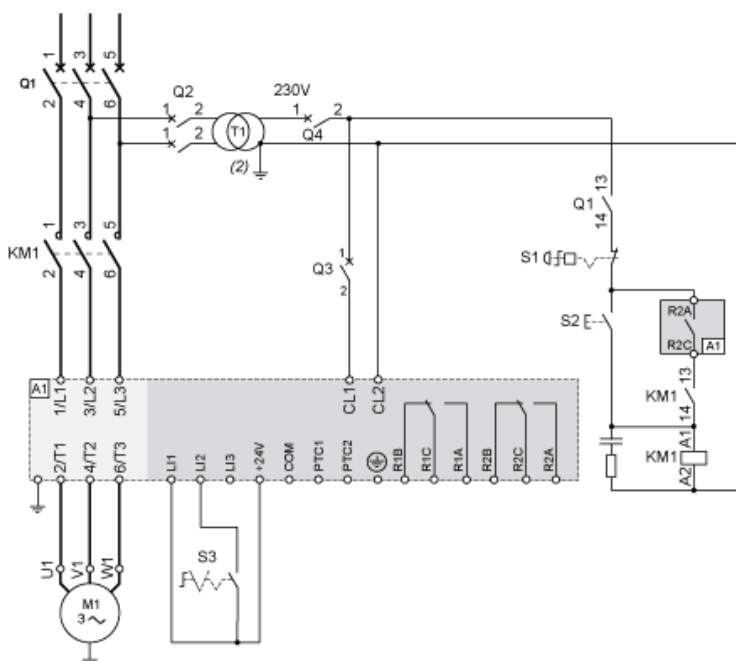 1 3 5
Q1
2 4 6
Q2
1 2
1 2
T1
(2)
230V
1 2
Q4
13
Q1
14
1 3 5
KM1
2 4 6
1
Q3
2
S1
S2
R2A
R2C
A1
13
KM1
14
A1
KM1
A2
A1
1/L1 3/L2 5/L3
CL1 CL2
2/T1 4/T2 6/T3
LI1 LI2 LI3 +24V COM PTC1 PTC2 R1B R1C R1A R2B R2C R2A
S3
U1 V1 W1
M1
3